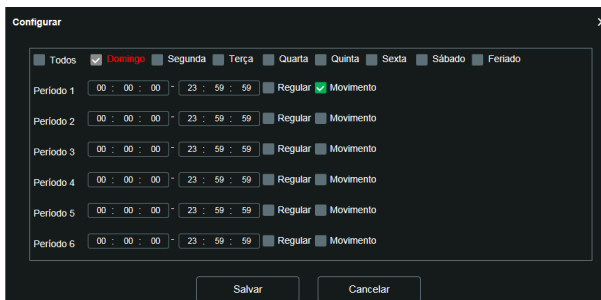 Configurar
Todos Domingo Segunda Terça Quarta Quinta Sexta Sábado Feriado
Período 1 00 : 00 : 00 - 23 : 59 : 59 Regular Movimento
Período 2 00 : 00 : 00 - 23 : 59 : 59 Regular Movimento
Período 3 00 : 00 : 00 - 23 : 59 : 59 Regular Movimento
Período 4 00 : 00 : 00 - 23 : 59 : 59 Regular Movimento
Período 5 00 : 00 : 00 - 23 : 59 : 59 Regular Movimento
Período 6 00 : 00 : 00 - 23 : 59 : 59 Regular Movimento
Salvar Cancelar